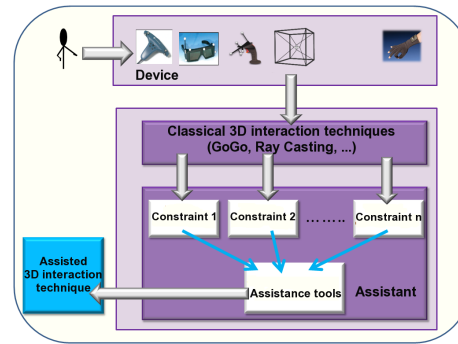 Device
Classical 3D interaction techniques
(GoGo, Ray Casting, ...)
Constraint 1
Constraint 2
........
Constraint n
Assisted
3D interaction
technique
Assistance tools
Assistant